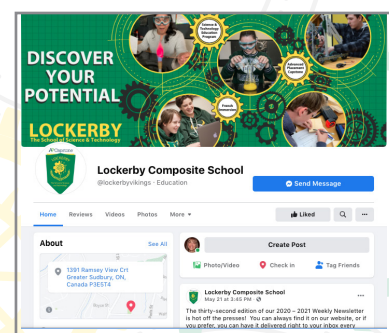 Science &
Technology
Education
Program
DISCOVER
YOUR
POTENTIAL
Advanced
Placement
Capstone
French
Immersion
LOCKERBY
The School of Science & Technology
Capstone
Lockerby Composite School
@lockerbyvikings · Education
Send Message
Home Reviews Videos Photos More
Liked
About
See All
1391 Ramsey View Crt
Greater Sudbury, ON,
Canada P3E5T4
Create Post
Photo/Video Check in Tag Friends
Lockerby Composite School
May 21 at 3:45 PM ·
The thirty-second edition of our 2020 – 2021 Weekly Newsletter
is hot off the presses! You can always find it on our website, or if
you prefer, you can have it delivered right to your inbox every